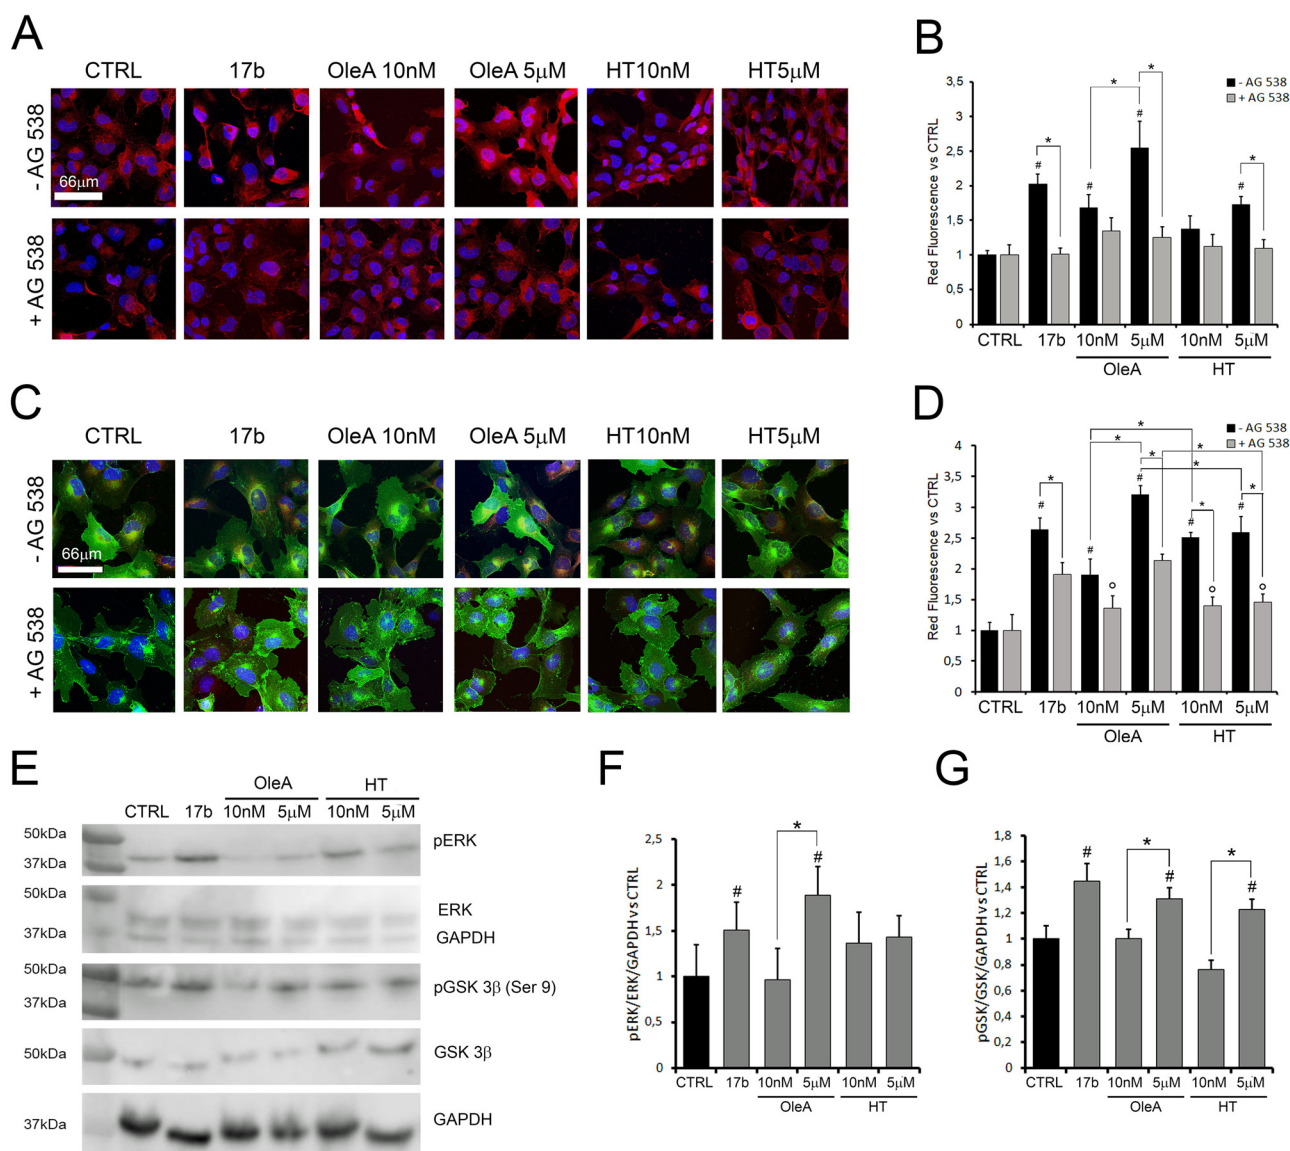 A
CTRL 17b OleA 10nM OleA 5μM HT10nM HT5μM
- AG 538
66μm
+ AG 538
B
3,5
3
2,5
2
1,5
1
0,5
0
Red Fluorescence vs CTRL
- AG 538
+ AG 538
* * * *
# # # #
CTRL 17b 10nM 5μM 10nM 5μM
OleA HT
C
CTRL 17b OleA 10nM OleA 5μM HT10nM HT5μM
- AG 538
66μm
+ AG 538
D
4
3,5
3
2,5
2
1,5
1
0,5
0
Red Fluorescence vs CTRL
- AG 538
+ AG 538
* * * * * * * *
# # # # #
CTRL 17b 10nM 5μM 10nM 5μM
OleA HT
E
OleA HT
CTRL 17b 10nM 5μM 10nM 5μM
50kDa
37kDa
pERK
50kDa
37kDa
ERK
GAPDH
50kDa
37kDa
pGSK 3β (Ser 9)
50kDa
GSK 3β
37kDa
GAPDH
F
2,5
2
1,5
1
0,5
0
pERK/ERK/GAPDH vs CTRL
*
# #
CTRL 17b 10nM 5μM 10nM 5μM
OleA HT
G
1,8
1,6
1,4
1,2
1
0,8
0,6
0,4
0,2
0
pGSK/GSK/GAPDH vs CTRL
* *
# # #
CTRL 17b 10nM 5μM 10nM 5μM
OleA HT